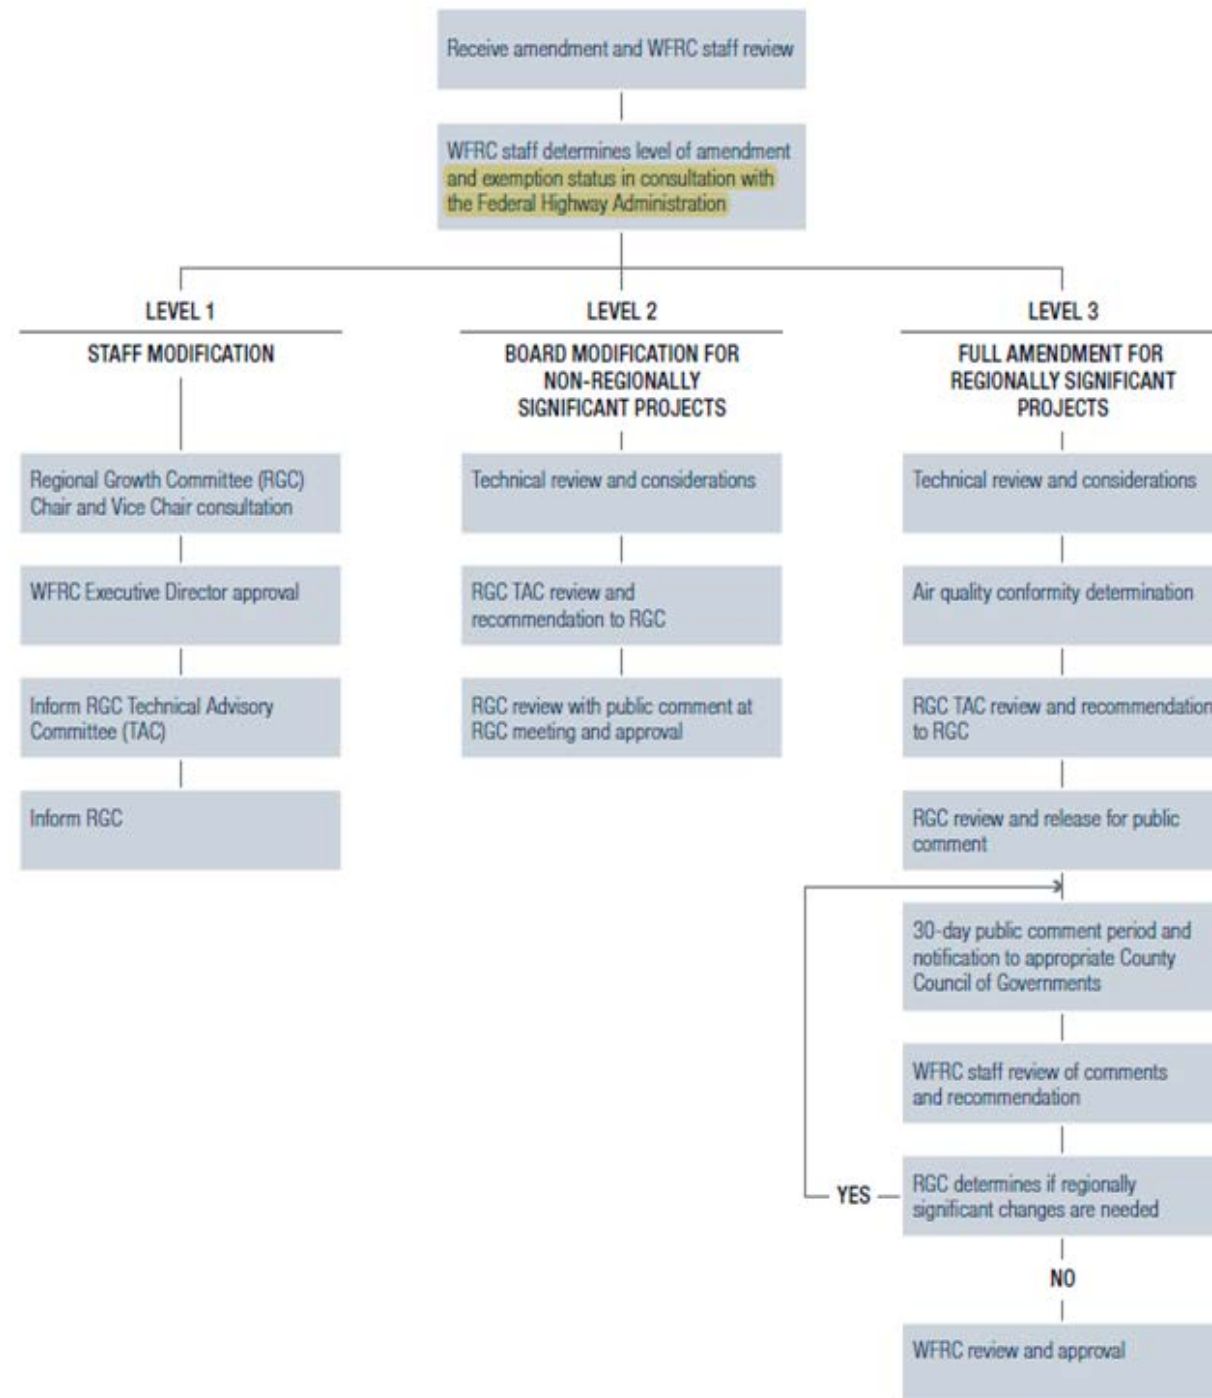 Receive amendment and WFRC staff review
WFRC staff determines level of amendment
and exemption status in consultation with
the Federal Highway Administration
LEVEL 1
STAFF MODIFICATION
Regional Growth Committee (RGC)
Chair and Vice Chair consultation
WFRC Executive Director approval
Inform RGC Technical Advisory
Committee (TAC)
Inform RGC
LEVEL 2
BOARD MODIFICATION FOR
NON-REGIONALLY
SIGNIFICANT PROJECTS
Technical review and considerations
RGC TAC review and
recommendation to RGC
RGC review with public comment at
RGC meeting and approval
LEVEL 3
FULL AMENDMENT FOR
REGIONALLY SIGNIFICANT
PROJECTS
Technical review and considerations
Air quality conformity determination
RGC TAC review and recommendation
to RGC
RGC review and release for public
comment
30-day public comment period and
notification to appropriate County
Council of Governments
WFRC staff review of comments
and recommendation
RGC determines if regionally
significant changes are needed
YES
NO
WFRC review and approval